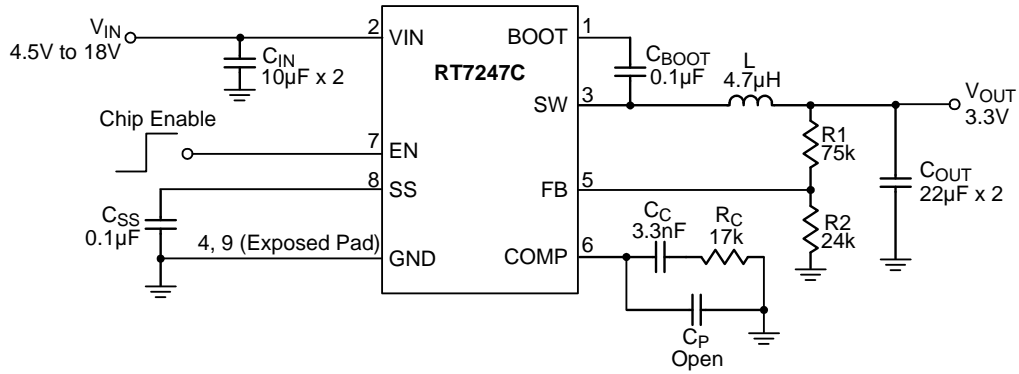 VIN
4.5V to 18V
CIN
10µF x 2
2
VIN
BOOT
1
CBOOT
0.1µF
RT7247C
L
4.7µH
SW
3
VOUT
3.3V
Chip Enable
7
EN
R1
75k
8
SS
FB
5
COUT
22µF x 2
CSS
0.1µF
R2
24k
4, 9 (Exposed Pad)
GND
COMP
6
CC
3.3nF
RC
17k
CP
Open